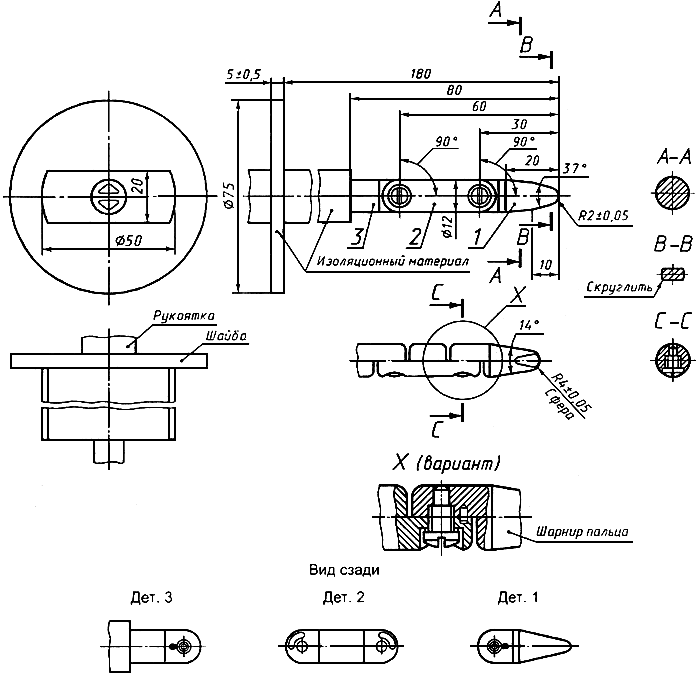 A
B
5±0,5
180
80
60
30
90°
90°
20
37°
A–A
Ø75
20
Ø50
3
2
Ø12
1
B
R2±0,05
B–B
Изоляционный материал
A
10
Скруглить
C
X
C–C
Рукоятка
Шайба
14°
R4±0,05
Сфера
C
X (вариант)
Шарнир пальца
Вид сзади
Дет. 3
Дет. 2
Дет. 1